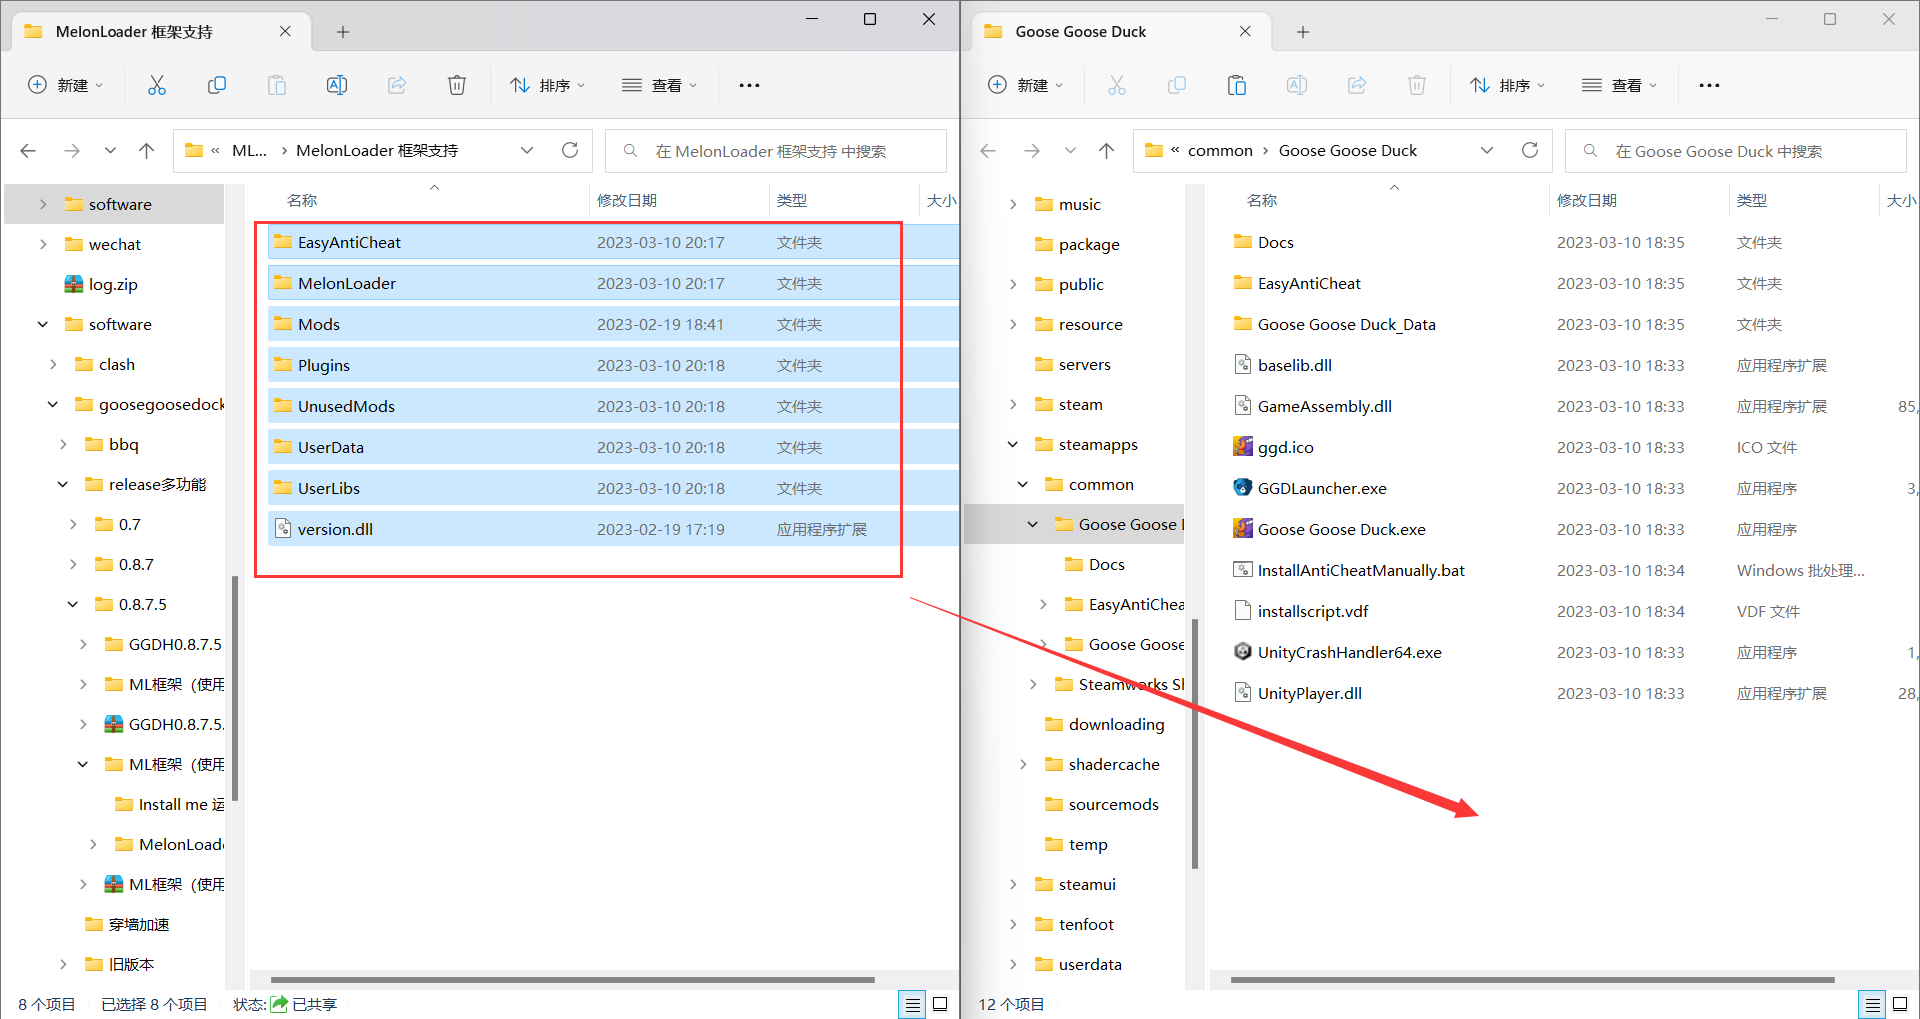 MelonLoader 框架支持
新建
排序
查看
« ML... › MelonLoader 框架支持
在 MelonLoader 框架支持 中搜索
software
wechat
log.zip
software
clash
goosegoosedock
bbq
release多功能
0.7
0.8.7
0.8.7.5
GGDH0.8.7.5
ML框架（使用
GGDH0.8.7.5.
ML框架（使用
Install me 运
MelonLoade
ML框架（使用
穿墙加速
旧版本
名称 修改日期 类型 大小
EasyAntiCheat 2023-03-10 20:17 文件夹
MelonLoader 2023-03-10 20:17 文件夹
Mods 2023-02-19 18:41 文件夹
Plugins 2023-03-10 20:18 文件夹
UnusedMods 2023-03-10 20:18 文件夹
UserData 2023-03-10 20:18 文件夹
UserLibs 2023-03-10 20:18 文件夹
version.dll 2023-02-19 17:19 应用程序扩展
8 个项目 已选择 8 个项目 状态: 已共享
Goose Goose Duck
新建
排序
查看
« common › Goose Goose Duck
在 Goose Goose Duck 中搜索
music
package
public
resource
servers
steam
steamapps
common
Goose Goose
Docs
EasyAntiChea
Goose Goose
Steamworks Sh
downloading
shadercache
sourcemods
temp
steamui
tenfoot
userdata
名称 修改日期 类型 大小
Docs 2023-03-10 18:35 文件夹
EasyAntiCheat 2023-03-10 18:35 文件夹
Goose Goose Duck_Data 2023-03-10 18:35 文件夹
baselib.dll 2023-03-10 18:33 应用程序扩展
GameAssembly.dll 2023-03-10 18:33 应用程序扩展 85,
ggd.ico 2023-03-10 18:33 ICO 文件
GGDLauncher.exe 2023-03-10 18:33 应用程序 3,
Goose Goose Duck.exe 2023-03-10 18:33 应用程序
InstallAntiCheatManually.bat 2023-03-10 18:34 Windows 批处理...
installscript.vdf 2023-03-10 18:34 VDF 文件
UnityCrashHandler64.exe 2023-03-10 18:33 应用程序 1,
UnityPlayer.dll 2023-03-10 18:33 应用程序扩展 28,
12 个项目